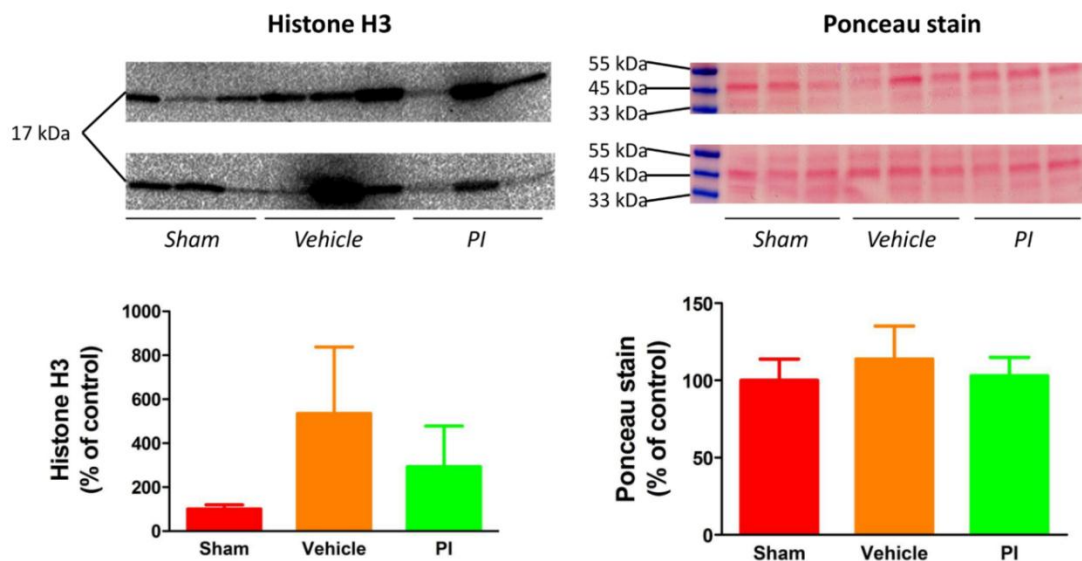 Histone H3
17 kDa
Sham Vehicle PI
Ponceau stain
55 kDa
45 kDa
33 kDa
55 kDa
45 kDa
33 kDa
Sham Vehicle PI
Histone H3
(% of control)
1000
800
600
400
200
0
Sham Vehicle PI
Ponceau stain
(% of control)
150
100
50
0
Sham Vehicle PI